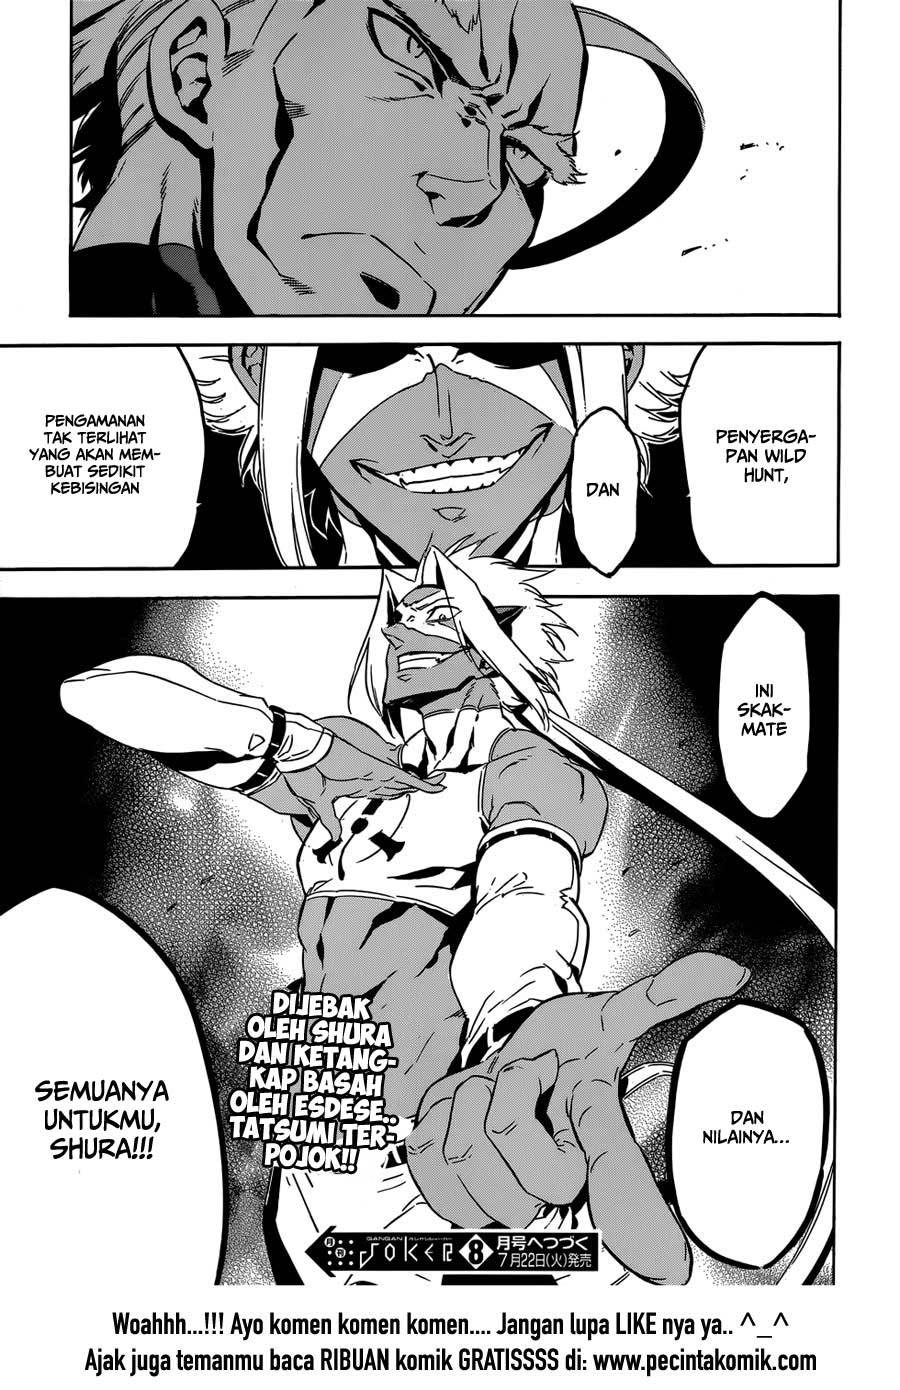 PENYERGA-
PAN WILD
HUNT,
DAN
PENGAMANAN
TAK TERLIHAT
YANG AKAN MEM-
BUAT SEDIKIT
KEBISINGAN
INI
SKAK-
MATE
DAN
NILAINYA...
SEMUANYA
UNTUKMU,
SHURA!!!
DIJEBAK
OLEH SHURA
DAN KETANG-
KAP BASAH
OLEH ESDESE..
TATSUMI TER-
POJOK!!
月刊
GANGAN
JOKER
8
月号へつづく
7月22日(火)発売
Woahhh...!!! Ayo komen komen komen.... Jangan lupa LIKE nya ya.. ^_^
Ajak juga temanmu baca RIBUAN komik GRATISSSS di: www.pecintakomik.com